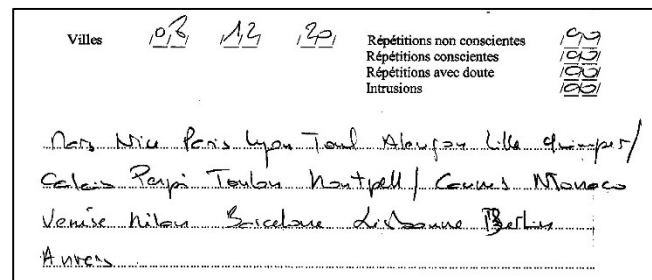 Villes 08 12 20 Répétitions non conscientes 00
Répétitions conscientes 00
Répétitions avec doute 00
Intrusions 00
Mars Nice Paris Lyon Toul Alençon Lille Quimper/
Calais Perpi Toulon Montpell/ Cannes Monaco
Venise Milan Barcelone Lisbonne Berlin
Anvers